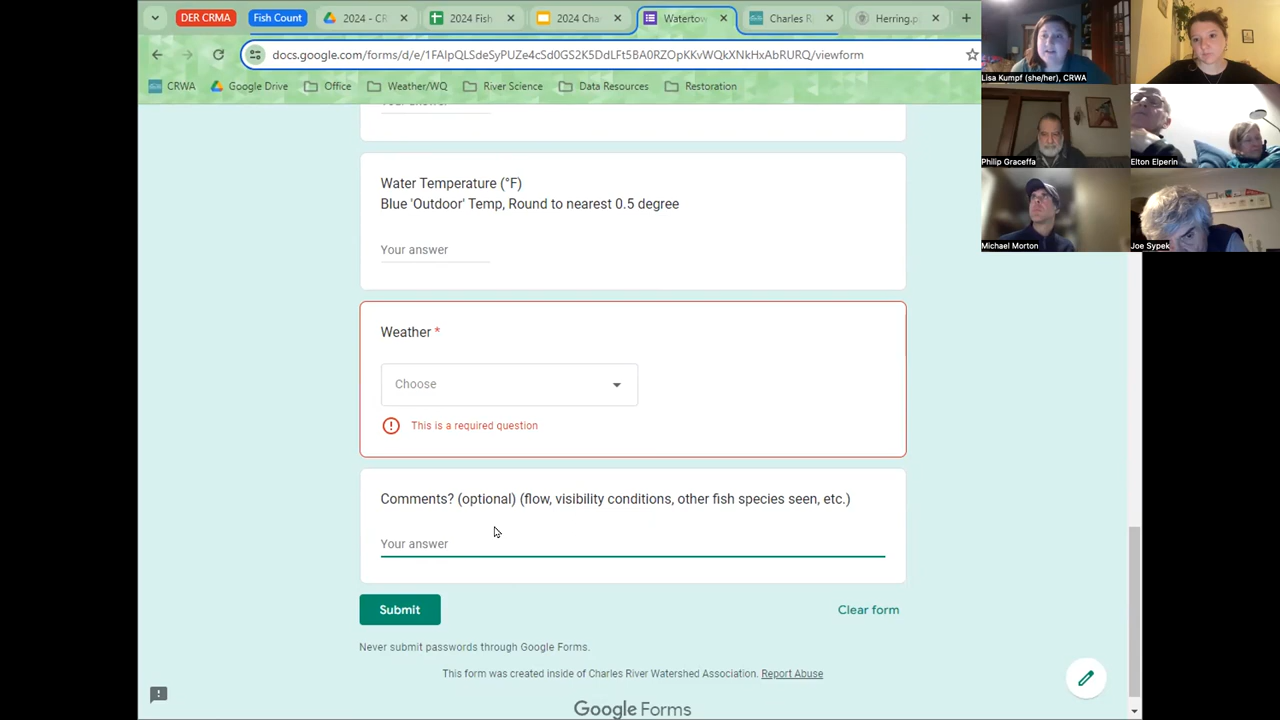 DER CRMA
Fish Count
2024 - CR
2024 Fish
2024 Cha
Watertow
Charles R
Herring.p
docs.google.com/forms/d/e/1FAIpQLSdeSyPUZe4cSd0GS2K5DdLFt5BA0RZOpKKvWQkXNkHxAbRURQ/viewform
CRWA
Google Drive
Office
Weather/WQ
River Science
Data Resources
Restoration
Lisa Kumpf (she/her), CRWA
Philip Graceffa
Elton Elperin
Michael Morton
Joe Sypek
Your answer
Water Temperature (°F)
Blue 'Outdoor' Temp, Round to nearest 0.5 degree
Your answer
Weather *
Choose
This is a required question
Comments? (optional) (flow, visibility conditions, other fish species seen, etc.)
Your answer
Submit
Clear form
Never submit passwords through Google Forms.
This form was created inside of Charles River Watershed Association. Report Abuse
Google Forms